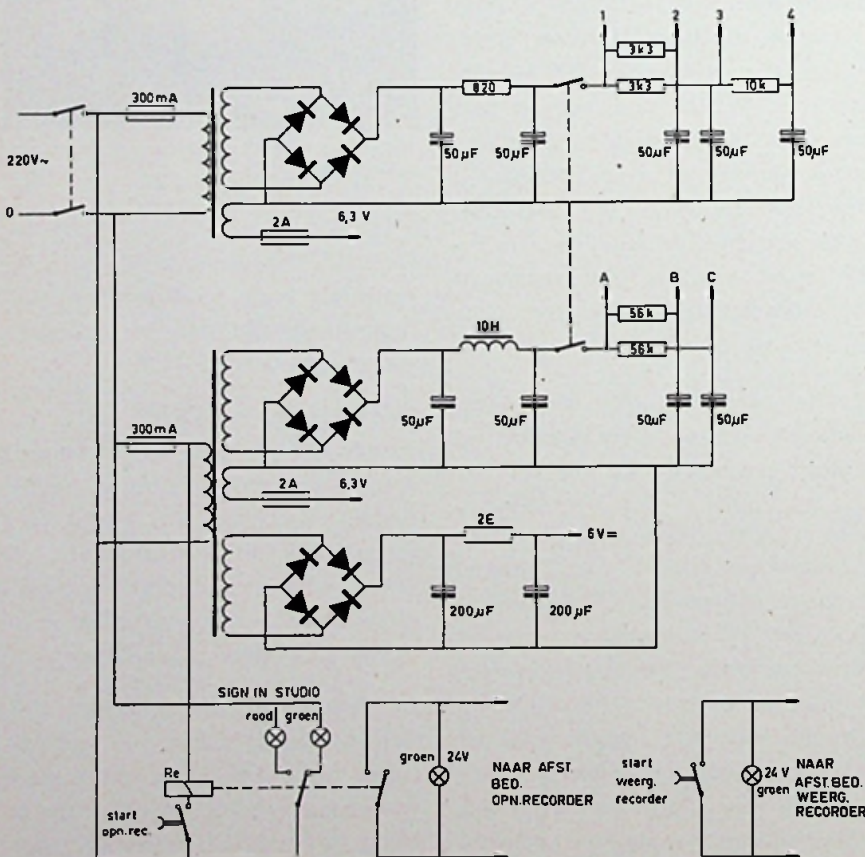 1 2 3 4
3k3
300mA
820
3k3
10k
220V~
50µF
50µF
50µF
50µF
50µF
0
2A
6,3 V
A B C
56k
10H
56k
50µF
50µF
50µF
50µF
300mA
2A
6,3V
2E
6V=
200µF
200µF
SIGN IN STUDIO
rood groen
groen 24V
NAAR AFST.
BED.
OPN.RECORDER
start
weerg.
recorder
24 V
groen
NAAR
AFST.BED.
WEERG.
RECORDER
Re
start
opn.rec.